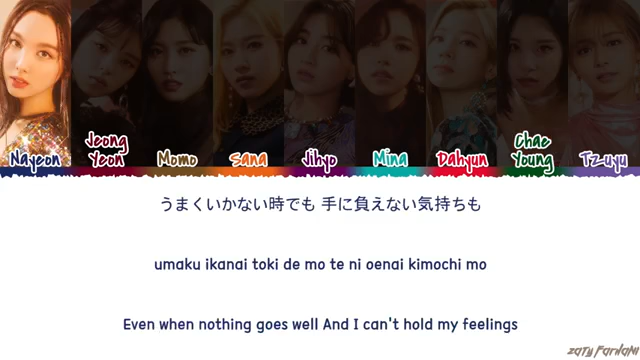 Nayeon
Jeong
Yeon
Momo
Sana
Jihyo
Mina
Dahyun
Chae
Young
Tzuyu
うまくいかない時でも 手に負えない気持ちも
umaku ikanai toki de mo te ni oenai kimochi mo
Even when nothing goes well And I can't hold my feelings
Zaty Farhani